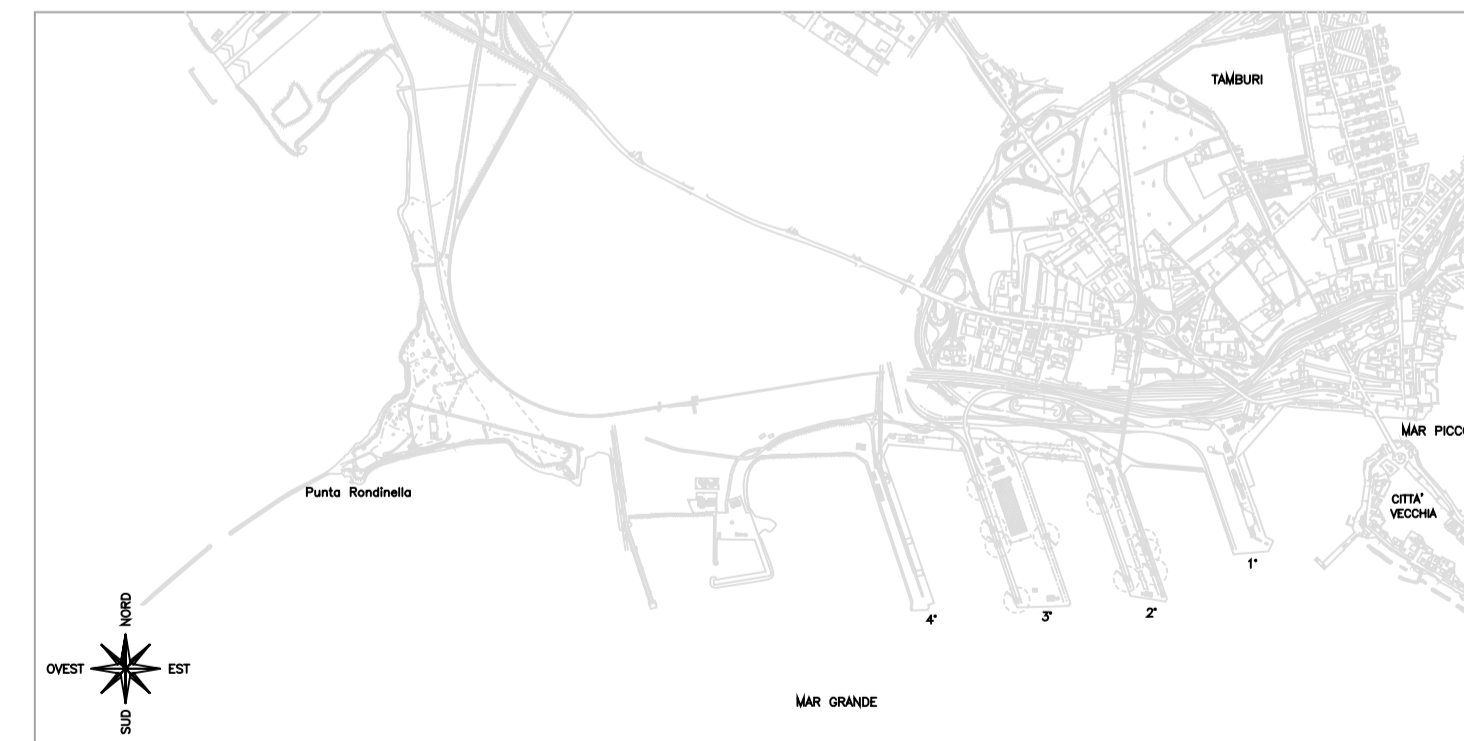 TAMBURI
MAR PICC
Punta Rondinella
CITTA'
VECCHIA
1°
4°
3°
2°
NORD
OVEST
EST
SUD
MAR GRANDE